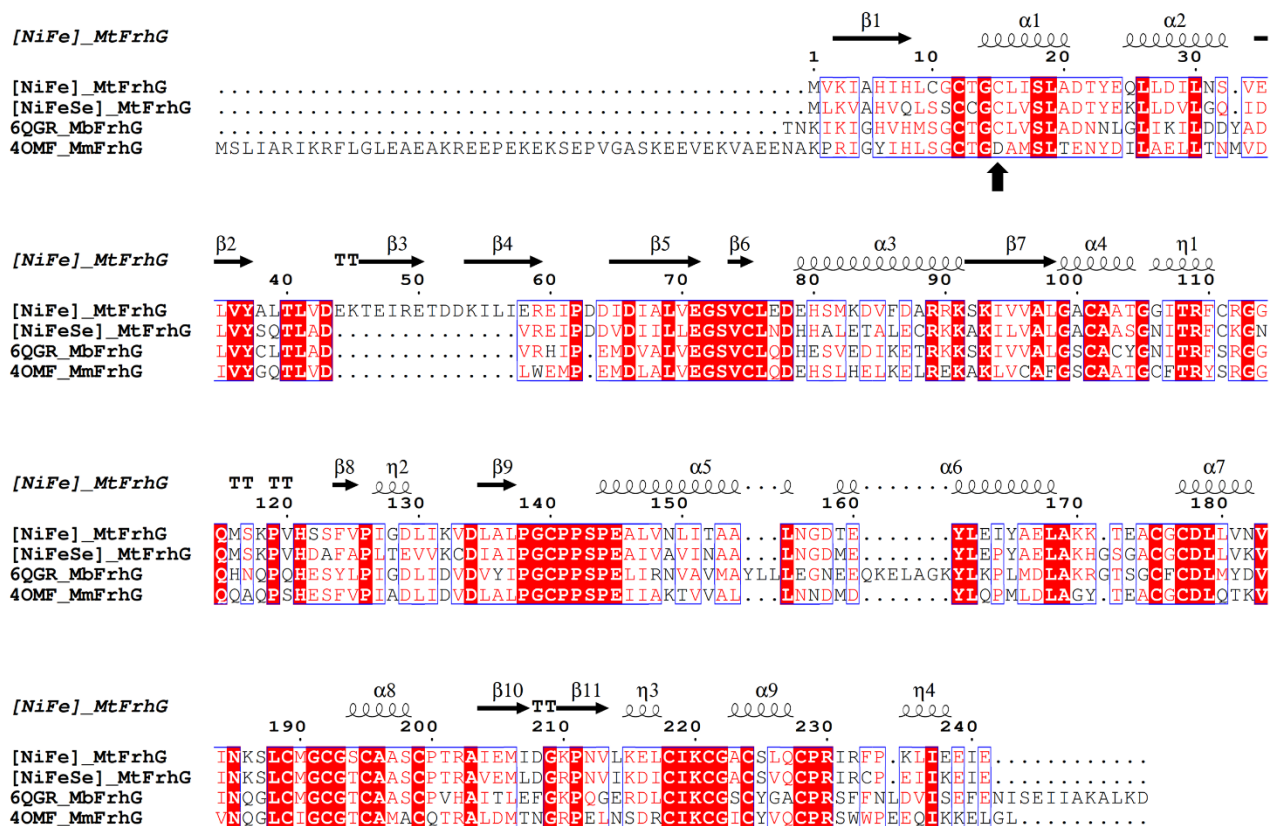 β1 α1 α2
[NiFe]_MtFrhG
1 10 20 30
[NiFe]_MtFrhG .............................................MVKIAHIHLCGCTGCLISLADTYEQLLDILNS.VE
[NiFeSe]_MtFrhG .............................................MLKVAHVQLSSCCGCLVSLADTYEKLLDVLGQ.ID
6QGR_MbFrhG ...........................................TNKIKIGHVHMSGCTGCLVSLADNNLGLIKILDDYAD
4OMF_MmFrhG MSLIARIKRFLGLEAEAKREEPEKEKSEPVGASKEEVEKVAEENAKPRIGYIHLSGCTGDAMSLTENYDILAELLTNMVD
β2 β3 β4 β5 β6 α3 β7 α4 η1
[NiFe]_MtFrhG TT
40 50 60 70 80 90 100 110
[NiFe]_MtFrhG LVYALTLVDEKTEIRETDDKILIEREIPDDIDIALVEGSVCLEDEHSMKDVFDARRKSKIVVALGACAATGGITRFCRGG
[NiFeSe]_MtFrhG LVYSQTLAD..............VREIPDDVDIILLEGSVCLNDHHALETALECRKAKILVALGACAASGNITRFCKGN
6QGR_MbFrhG LVYCLTLAD..............VRHIP.EMDVALVEGSVCLQDHESVEDIKETRKKSKIVVALGSCACYGNITRFSRGG
4OMF_MmFrhG IVYGQTLVD..............LWEMP.EMDLALVEGSVCLQDEHSLHELKELREKAKLVCAFGSCAATGCFTRYSRGG
β8 η2 β9 α5 α6 α7
[NiFe]_MtFrhG TT TT .... .......
120 130 140 150 160 170 180
[NiFe]_MtFrhG QMSKPVHSSFVPIGDLIKVDLALPGCPPSPEALVNLITAA...LNGDTE.......YLEIYAELAKK.TEACGCDLLVNV
[NiFeSe]_MtFrhG QMSKPVHDAFAPLTEVVKCDIAIPGCPPSPEAIVAVINAA...LNGDME.......YLEPYAELAKHGSGACGCDLLVKV
6QGR_MbFrhG QHNQPQHESYLPIGDLIDVDVYIPGCPPSPELIRNVAVMAYLLLEGNEEQKELAGKYLKPLMDLAKRGTSGCFCDLMYDV
4OMF_MmFrhG QQAQPSHESFVPIADLIDVDLALPGCPPSPEIIAKTVVAL...LNNDMD.......YLQPMLDLAGY.TEACGCDLQTKV
α8 β10 β11 η3 α9 η4
[NiFe]_MtFrhG TT
190 200 210 220 230 240
[NiFe]_MtFrhG INKSLCMGCGSCAASCPTRAIEMIDGKPNVLKELCIKCGACSLQCPRIRFP.KLIEEIE............
[NiFeSe]_MtFrhG INKSLCMGCGTCAASCPTRAVEMLDGRPNVIKDICIKCGACSVQCPRIRCP.EIIKEIE............
6QGR_MbFrhG INQGLCMGCGTCAASCPVHAITLEFGKPQGERDLCIKCGSCYGACPRSFFNLDVISEFENISEIIAKALKD
4OMF_MmFrhG VNQGLCIGCGTCAMACQTRALDMTNGRPELNSDRCIKCGICYVQCPRSWWPEEQIKKELGL..........